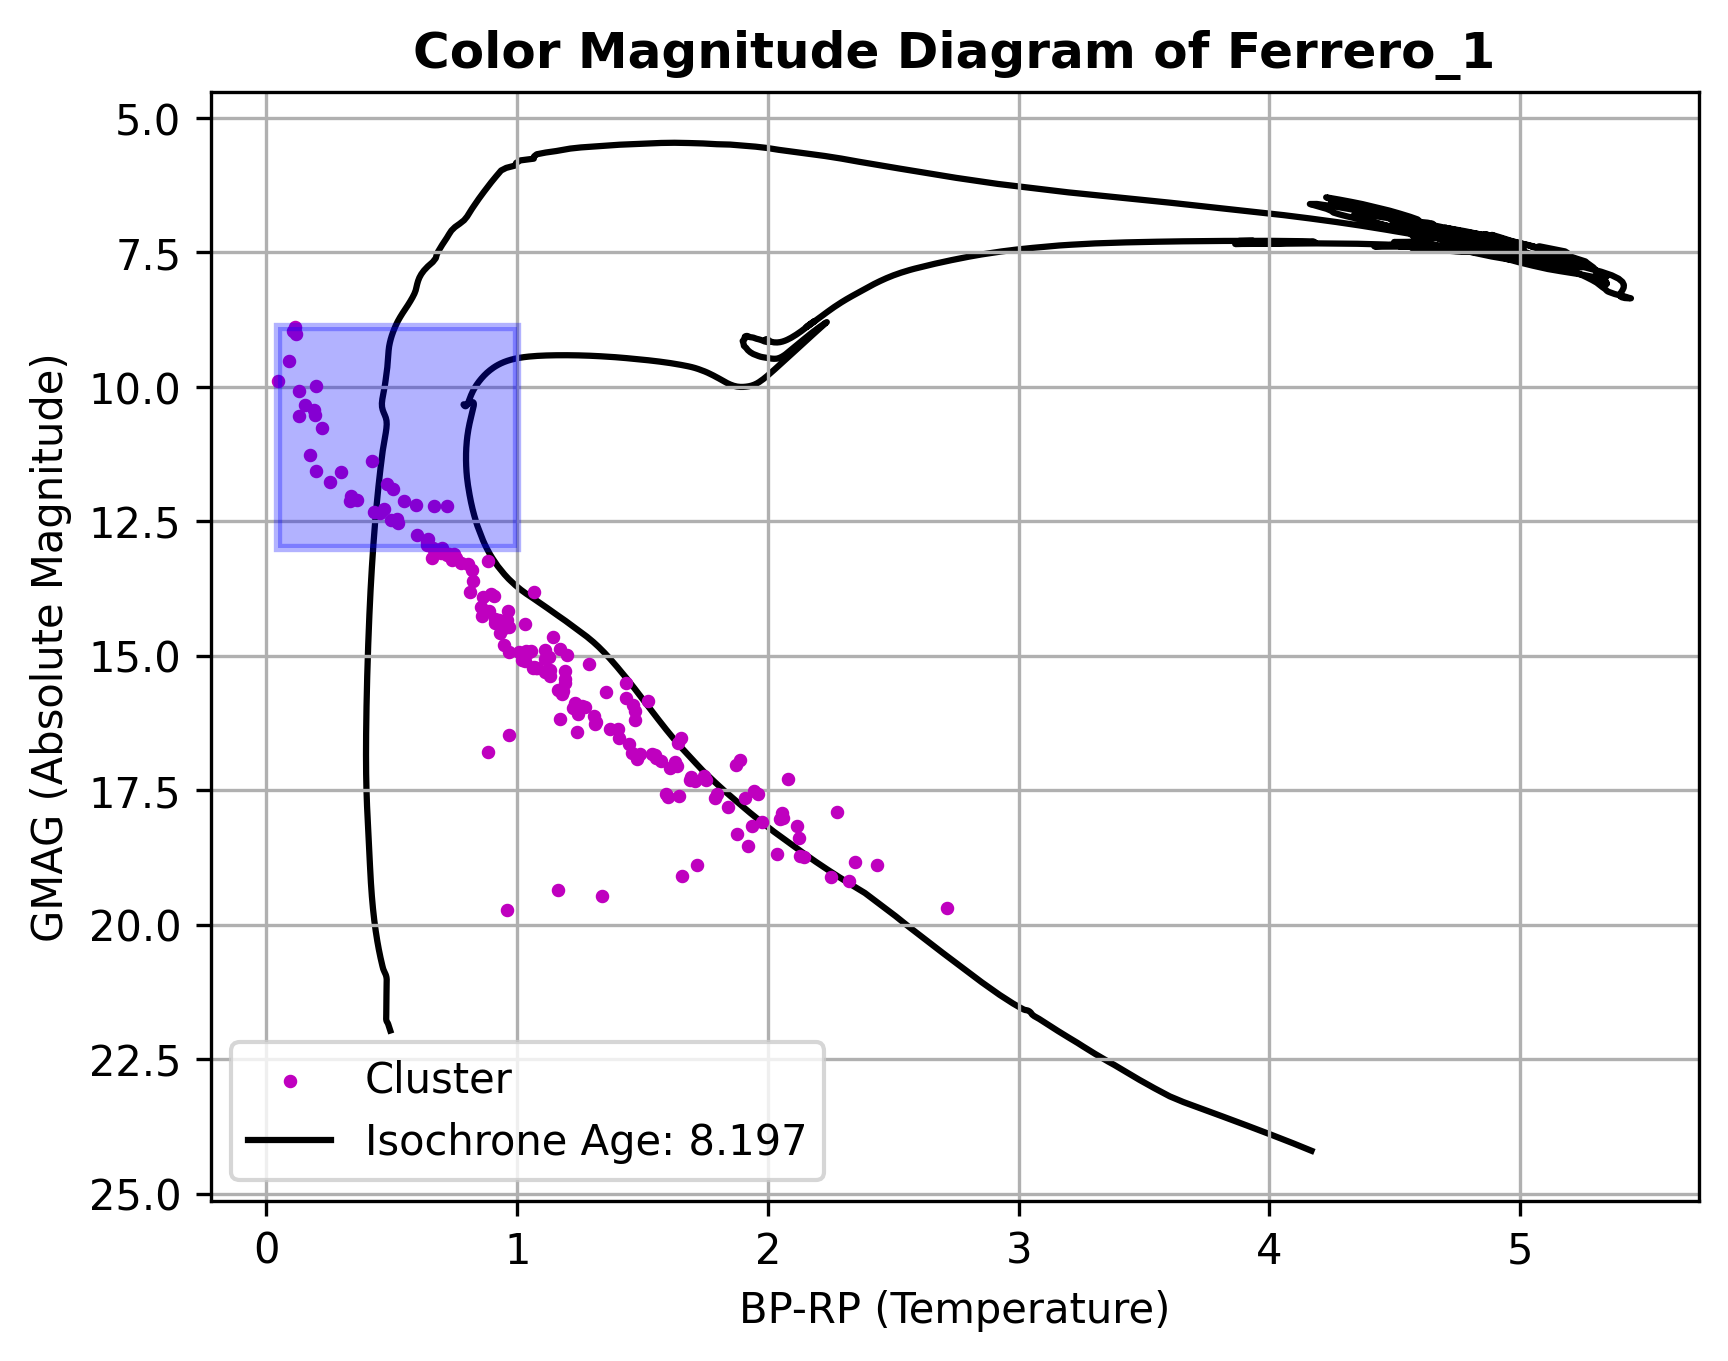 Color Magnitude Diagram of Ferrero_1
GMAG (Absolute Magnitude)
5.0
7.5
10.0
12.5
15.0
17.5
20.0
22.5
25.0
Cluster
Isochrone Age: 8.197
0 1 2 3 4 5
BP-RP (Temperature)